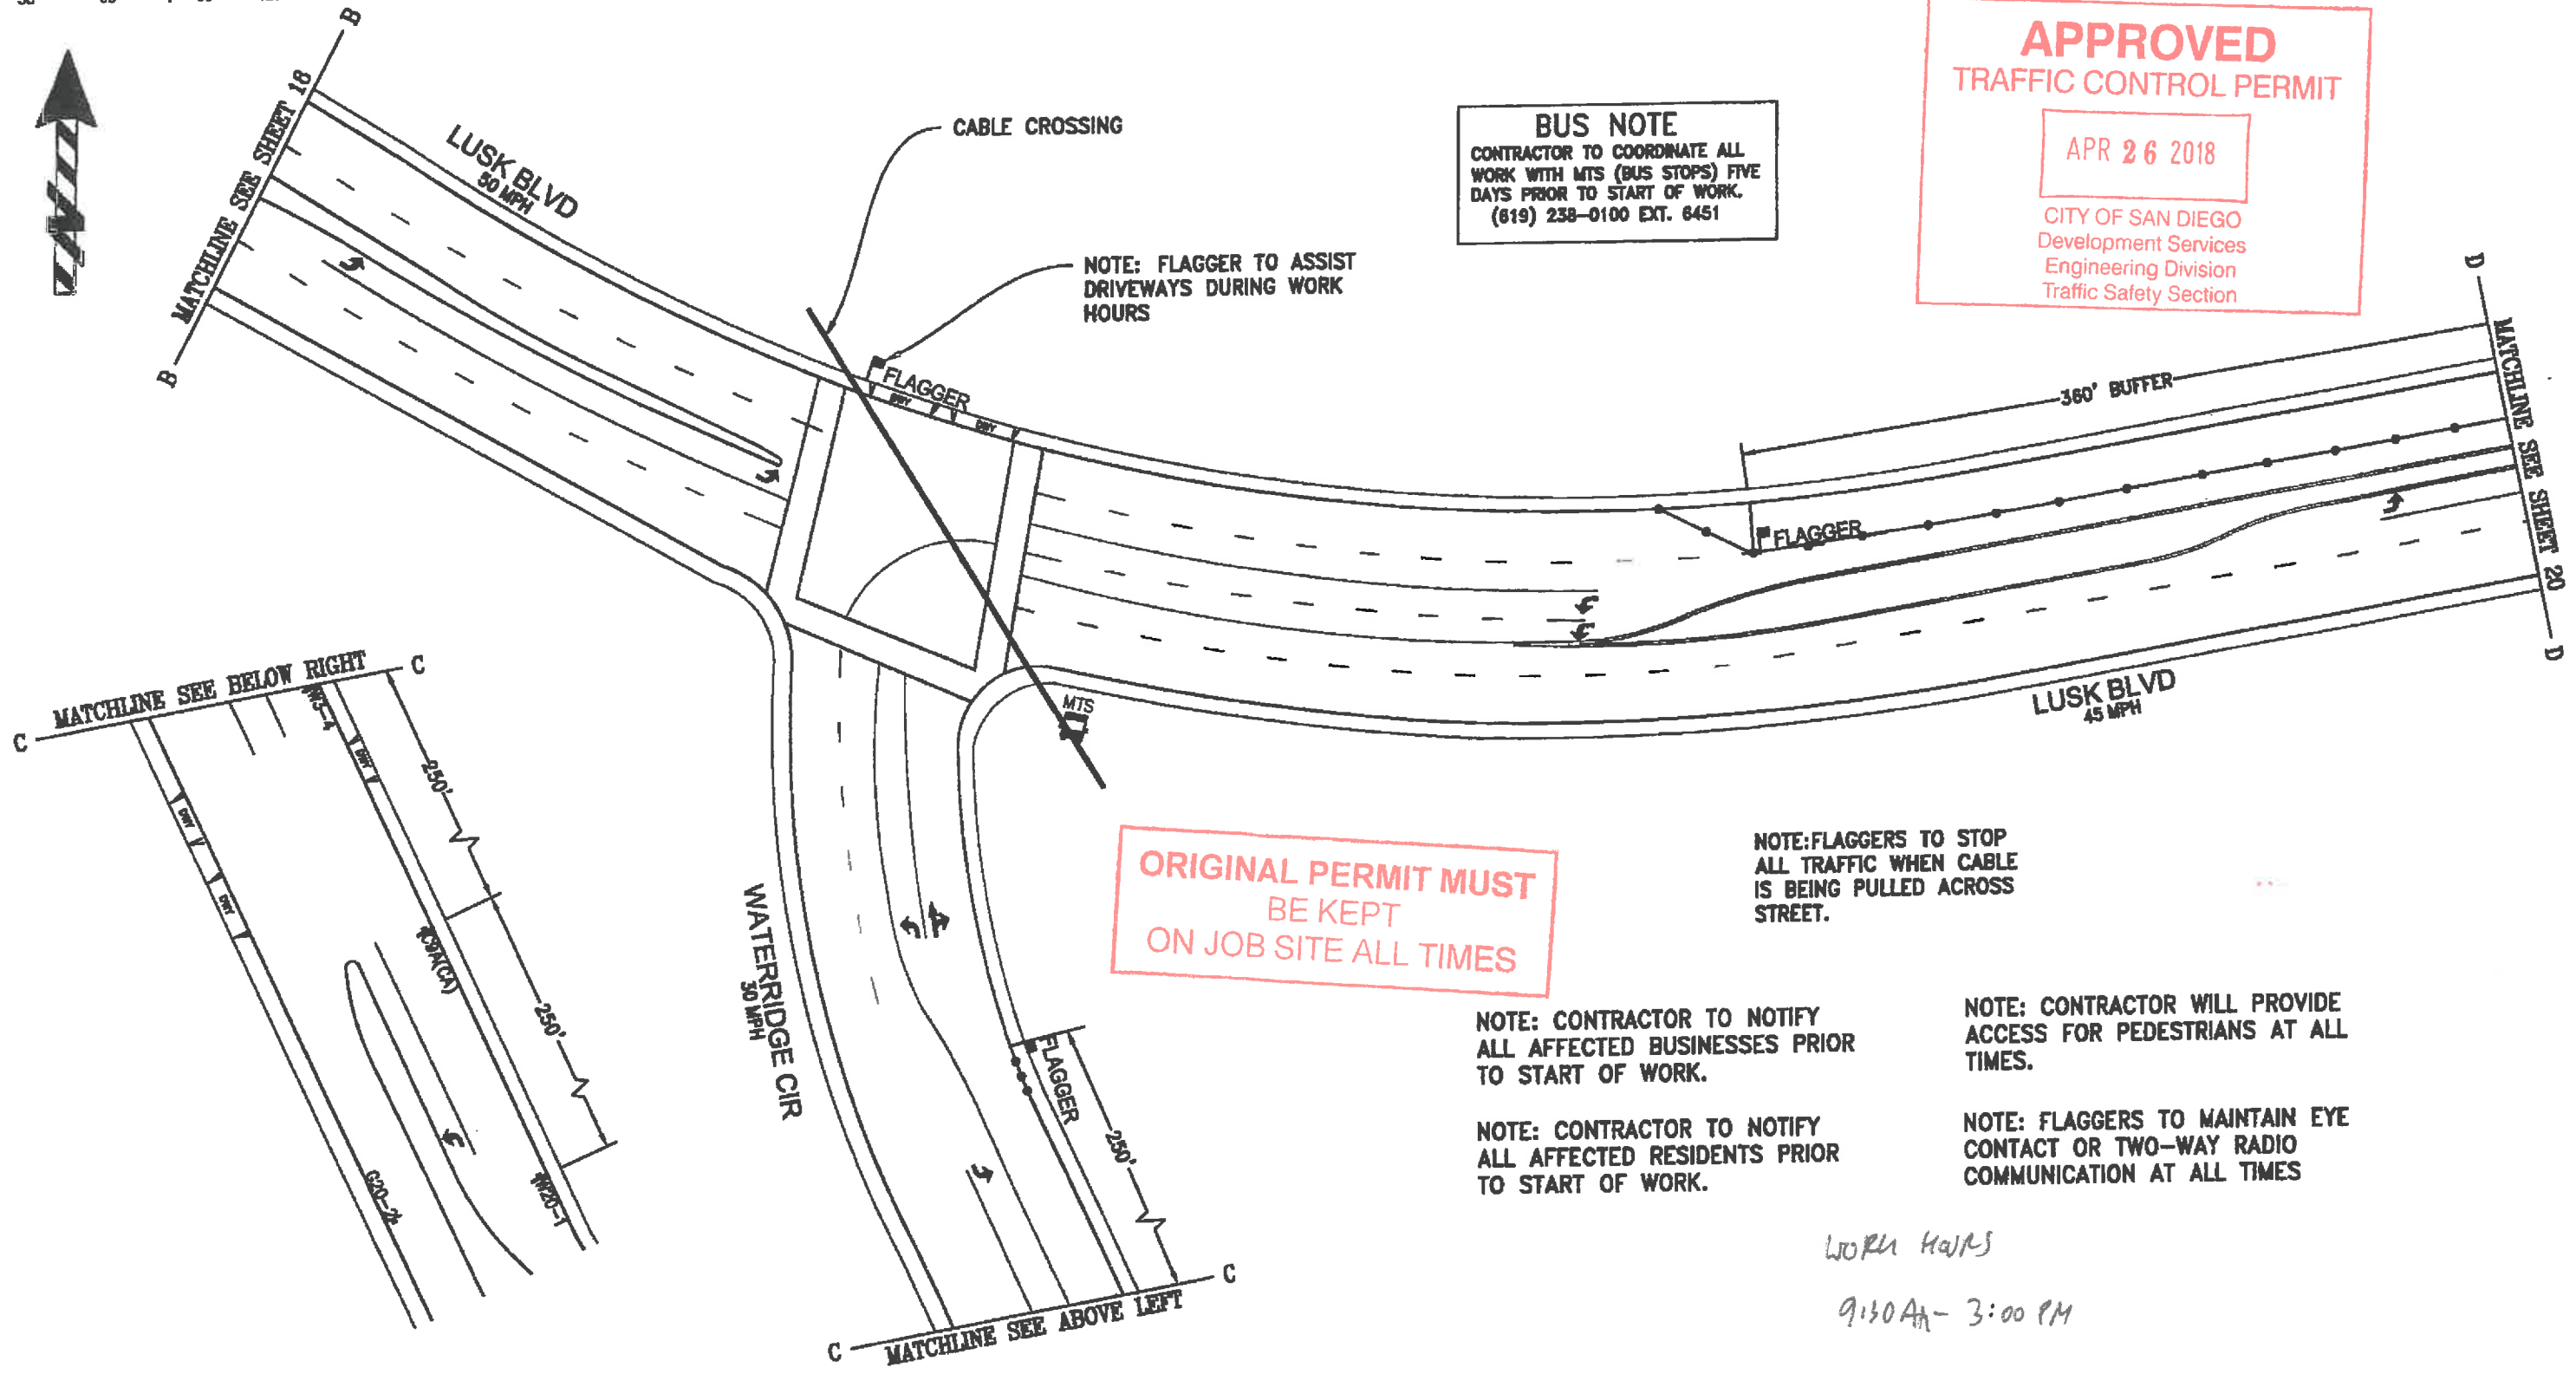 B
MATCHLINE SEE SHEET 18
B
LUSK BLVD
50 MPH
CABLE CROSSING
NOTE: FLAGGER TO ASSIST
DRIVEWAYS DURING WORK
HOURS
FLAGGER
DWY
DWY
BUS NOTE
CONTRACTOR TO COORDINATE ALL
WORK WITH MTS (BUS STOPS) FIVE
DAYS PRIOR TO START OF WORK.
(619) 238-0100 EXT. 6451
APPROVED
TRAFFIC CONTROL PERMIT
APR 26 2018
CITY OF SAN DIEGO
Development Services
Engineering Division
Traffic Safety Section
D
MATCHLINE SEE SHEET 20
D
360' BUFFER
FLAGGER
LUSK BLVD
45 MPH
MTS
MATCHLINE SEE BELOW RIGHT
C
C
W3-4
DWY
250'
DWY
DWY
C9A(CA)
250'
G20-2
W20-1
WATERRIDGE CIR
30 MPH
FLAGGER
250'
C
MATCHLINE SEE ABOVE LEFT
C
ORIGINAL PERMIT MUST
BE KEPT
ON JOB SITE ALL TIMES
NOTE:FLAGGERS TO STOP
ALL TRAFFIC WHEN CABLE
IS BEING PULLED ACROSS
STREET.
NOTE: CONTRACTOR TO NOTIFY
ALL AFFECTED BUSINESSES PRIOR
TO START OF WORK.
NOTE: CONTRACTOR WILL PROVIDE
ACCESS FOR PEDESTRIANS AT ALL
TIMES.
NOTE: CONTRACTOR TO NOTIFY
ALL AFFECTED RESIDENTS PRIOR
TO START OF WORK.
NOTE: FLAGGERS TO MAINTAIN EYE
CONTACT OR TWO-WAY RADIO
COMMUNICATION AT ALL TIMES
WORK HOURS
9:30 AM - 3:00 PM